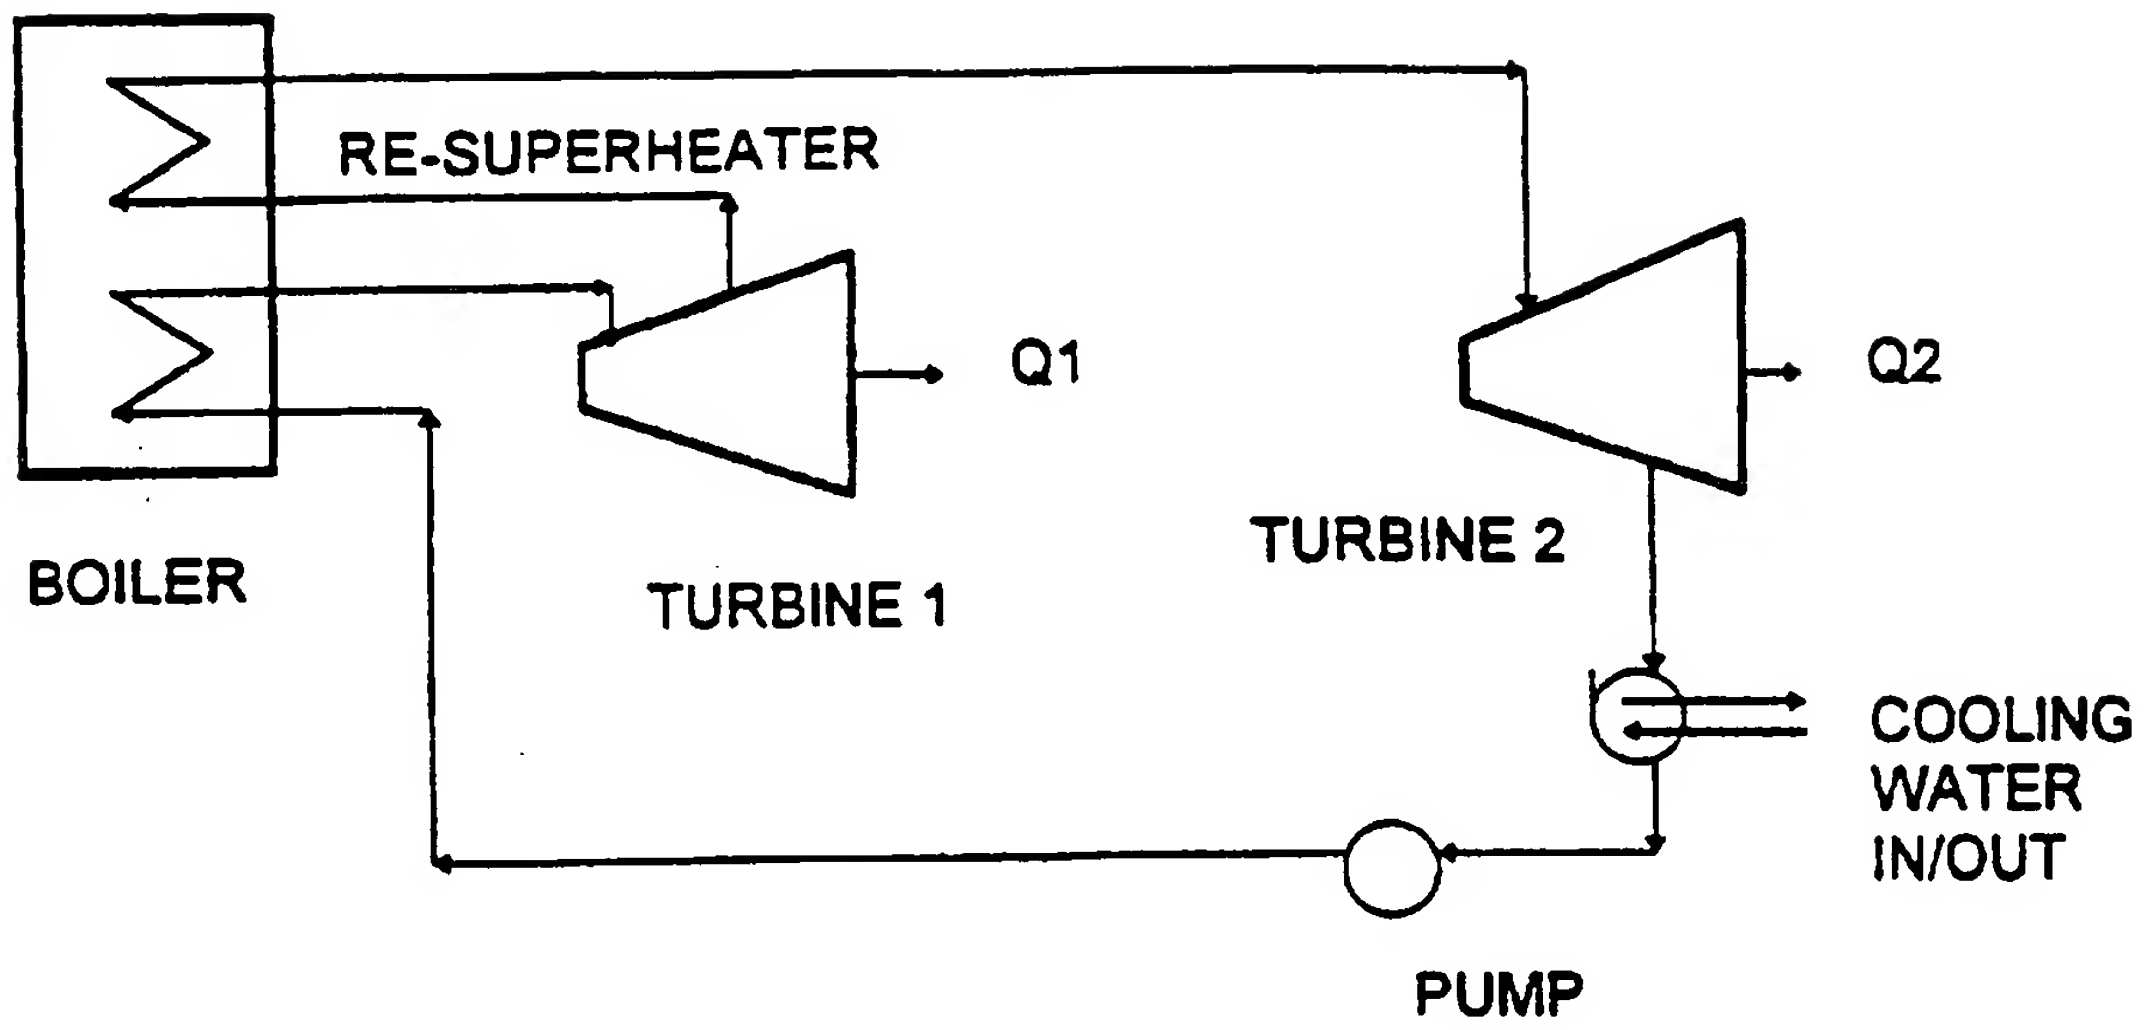 RE-SUPERHEATER
Q1
Q2
TURBINE 2
BOILER
TURBINE 1
COOLING
WATER
IN/OUT
PUMP